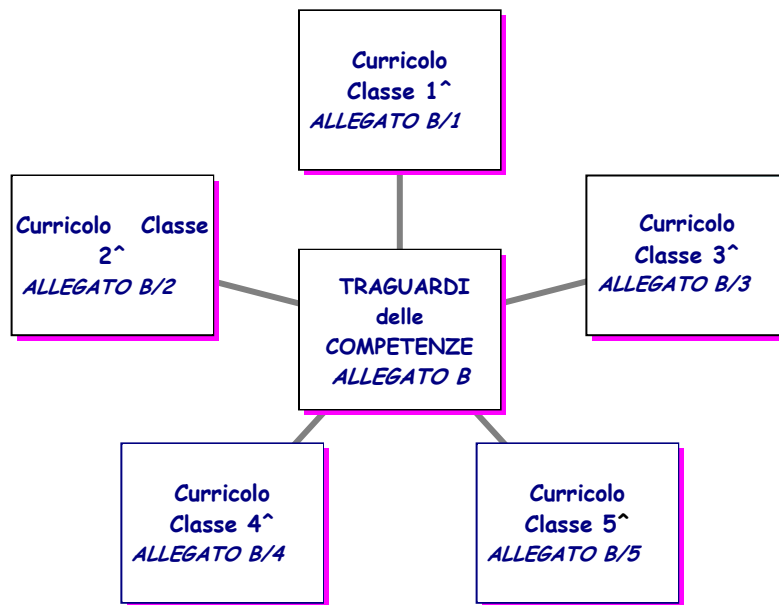 Curricolo
Classe 1^
ALLEGATO B/1
Curricolo Classe
2^
ALLEGATO B/2
Curricolo
Classe 3^
ALLEGATO B/3
TRAGUARDI
delle
COMPETENZE
ALLEGATO B
Curricolo
Classe 4^
ALLEGATO B/4
Curricolo
Classe 5^
ALLEGATO B/5